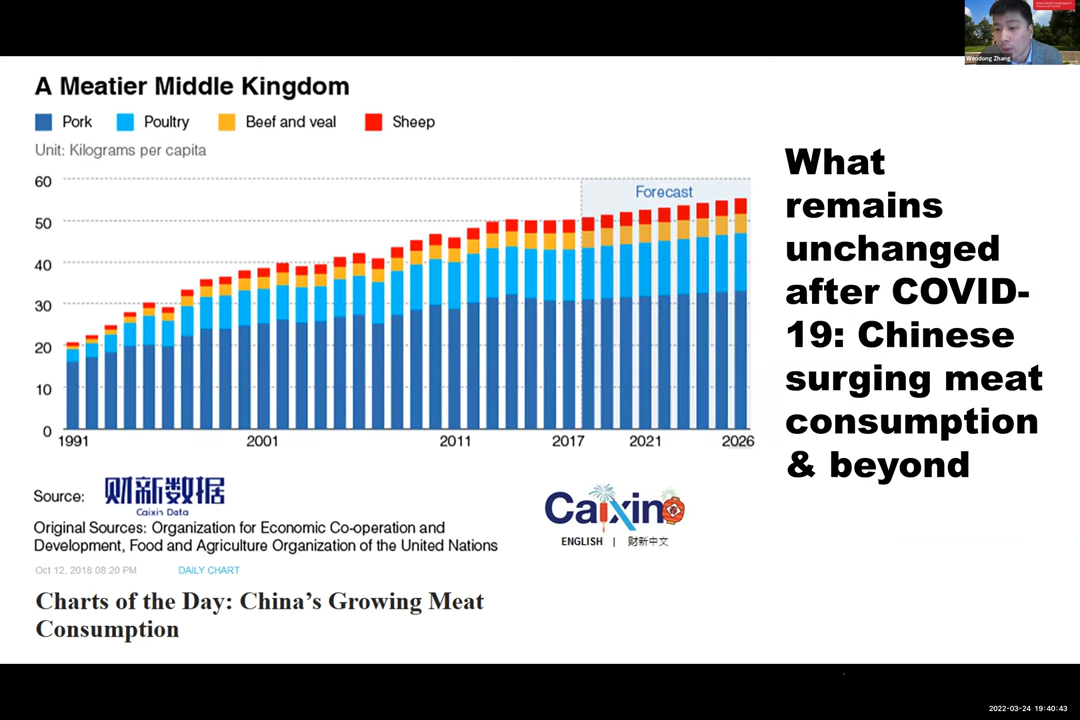 Wendong Zhang
A Meatier Middle Kingdom
Pork Poultry Beef and veal Sheep
Unit: Kilograms per capita
60
Forecast
50
40
30
20
10
0
1991 2001 2011 2017 2021 2026
What
remains
unchanged
after COVID-
19: Chinese
surging meat
consumption
& beyond
Source: 财新数据
Caixin Data
Original Sources: Organization for Economic Co-operation and
Development, Food and Agriculture Organization of the United Nations
Caixin
ENGLISH | 财新中文
Oct 12, 2018 08:20 PM DAILY CHART
Charts of the Day: China’s Growing Meat
Consumption
2022-03-24 19:40:43